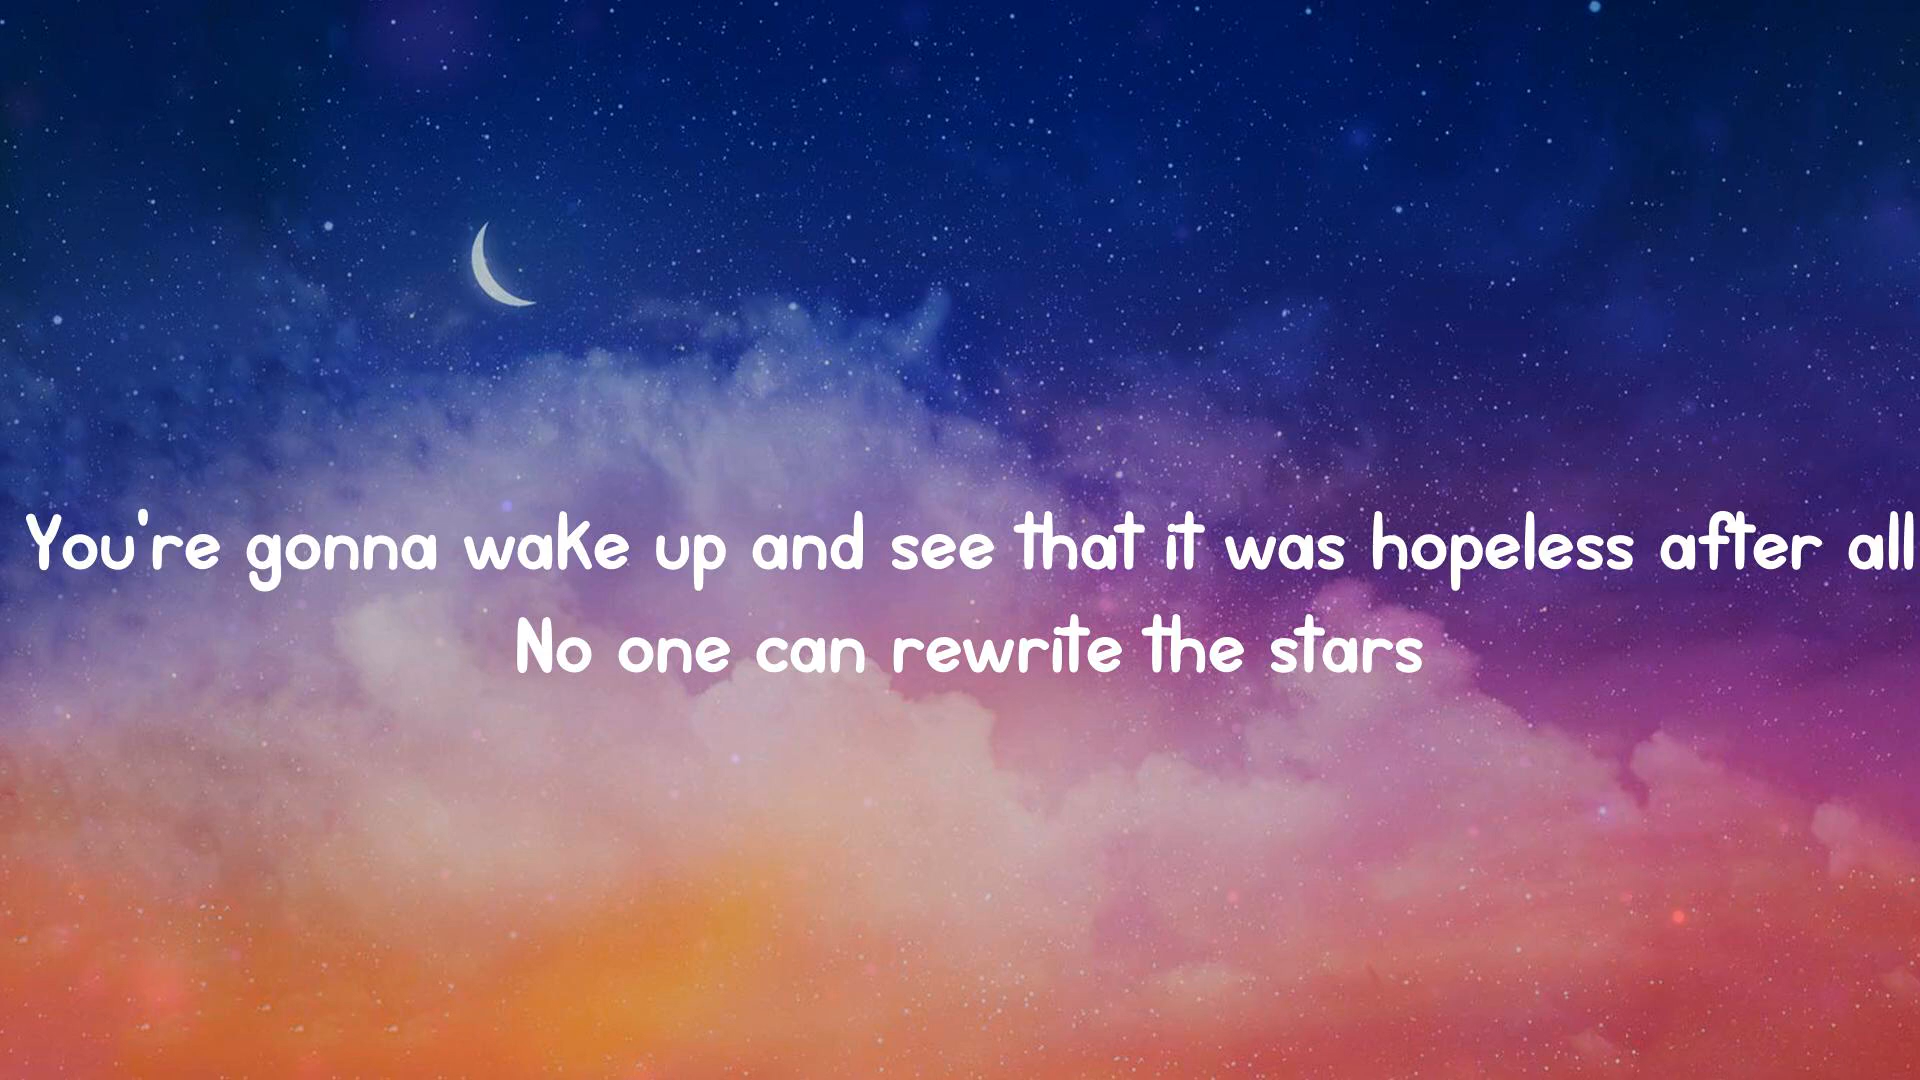 You're gonna wake up and see that it was hopeless after all
No one can rewrite the stars